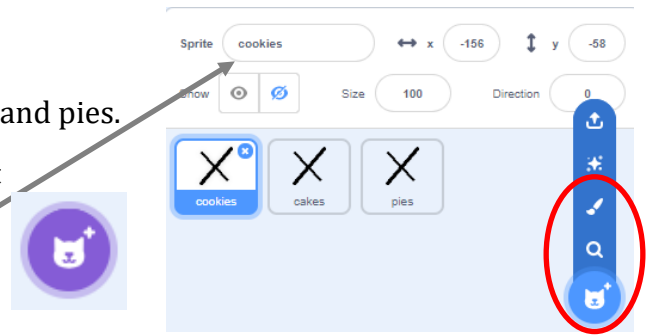 Sprite cookies x -156 y -58
Show Size 100 Direction 0
and pies.
cookies cakes pies